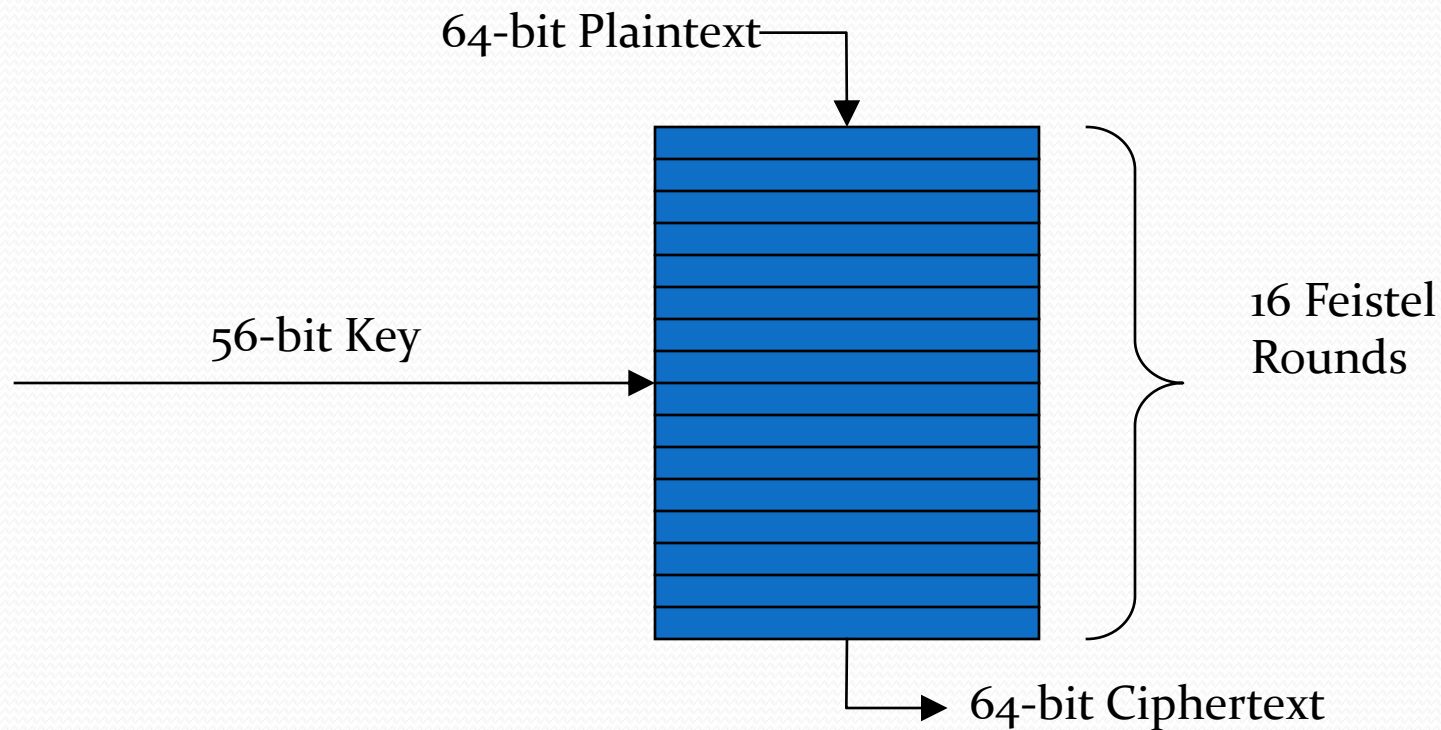 64-bit Plaintext
56-bit Key
16 Feistel
Rounds
64-bit Ciphertext